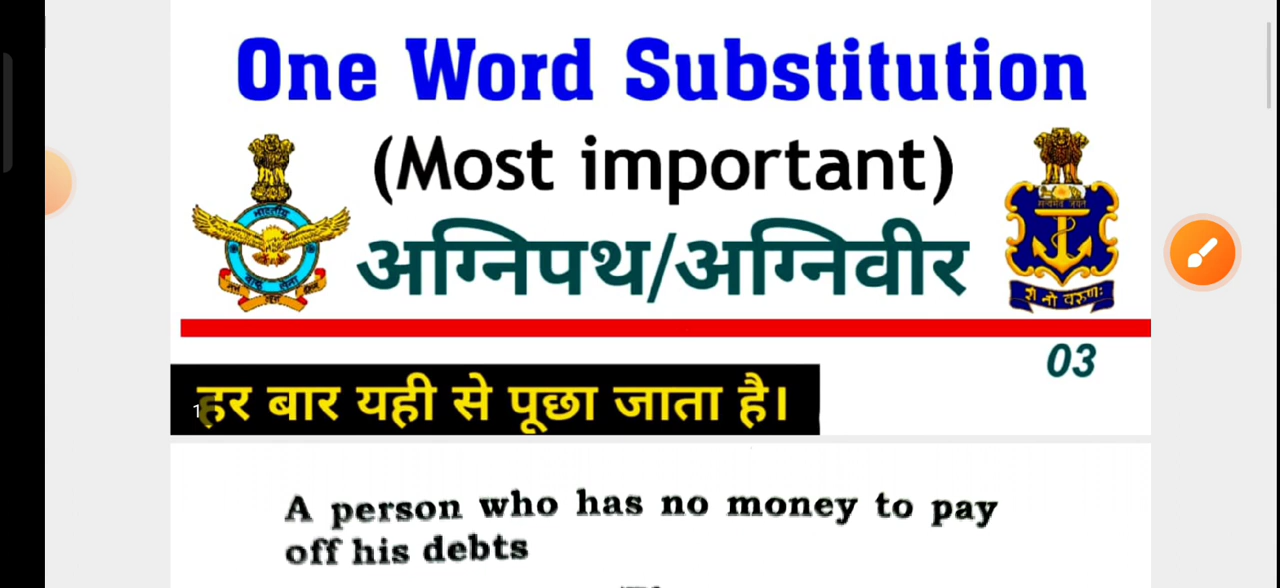 One Word Substitution
(Most important)
अग्निपथ/अग्निवीर
03
हर बार यही से पूछा जाता है।
1
A person who has no money to pay
off his debts